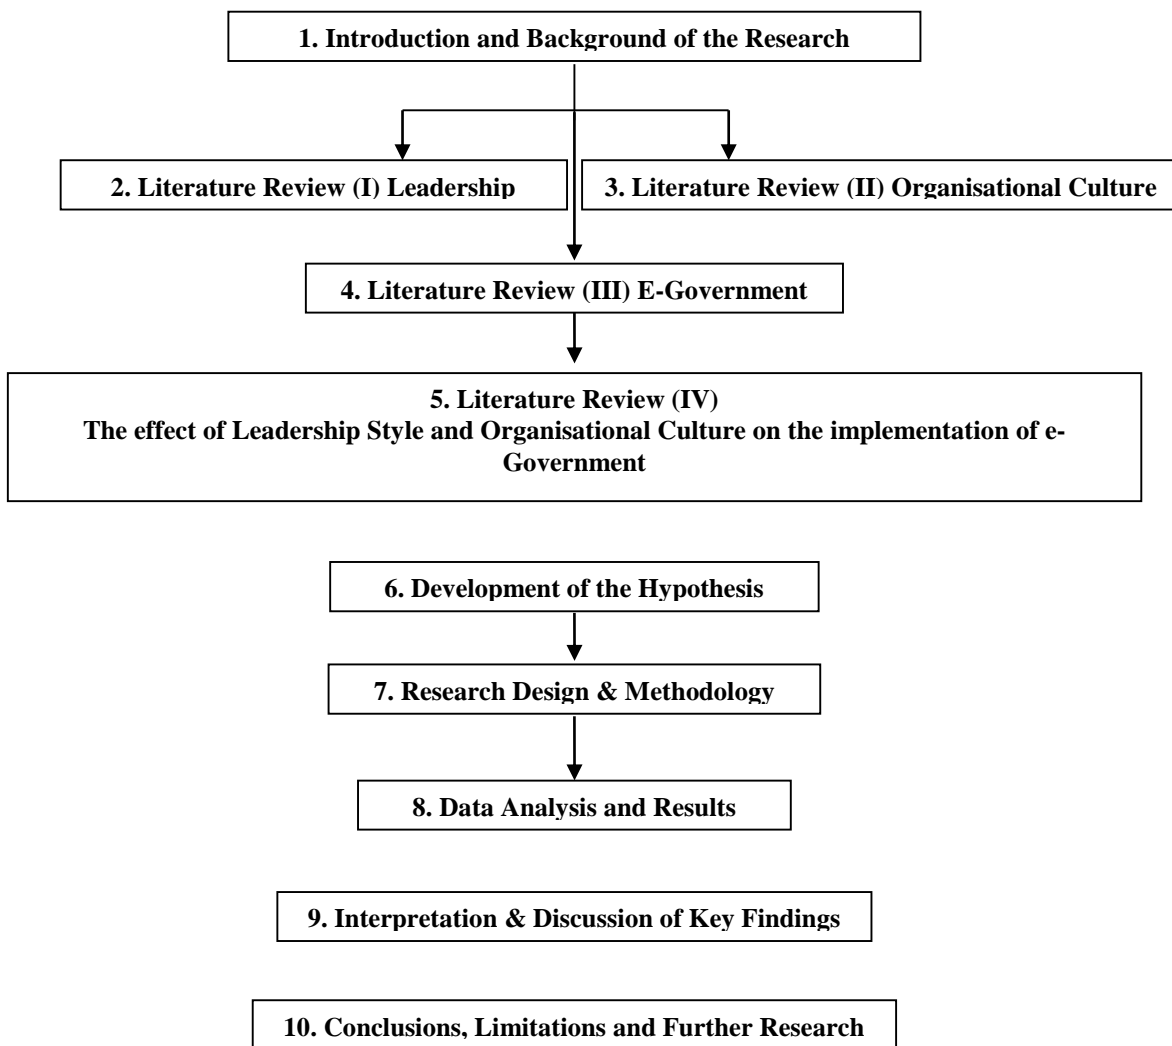 1. Introduction and Background of the Research
2. Literature Review (I) Leadership
3. Literature Review (II) Organisational Culture
4. Literature Review (III) E-Government
5. Literature Review (IV)
The effect of Leadership Style and Organisational Culture on the implementation of e-
Government
6. Development of the Hypothesis
7. Research Design & Methodology
8. Data Analysis and Results
9. Interpretation & Discussion of Key Findings
10. Conclusions, Limitations and Further Research